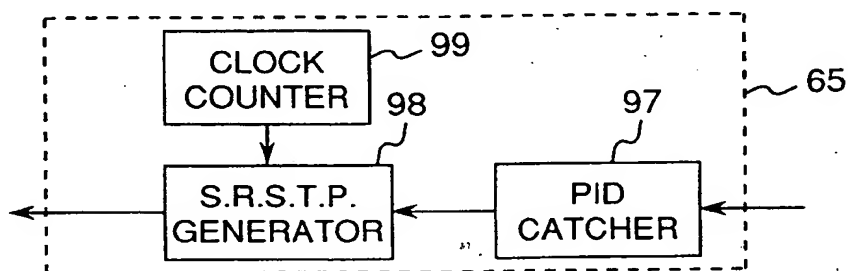 CLOCK
COUNTER
99
65
98
97
S.R.S.T.P.
GENERATOR
PID
CATCHER